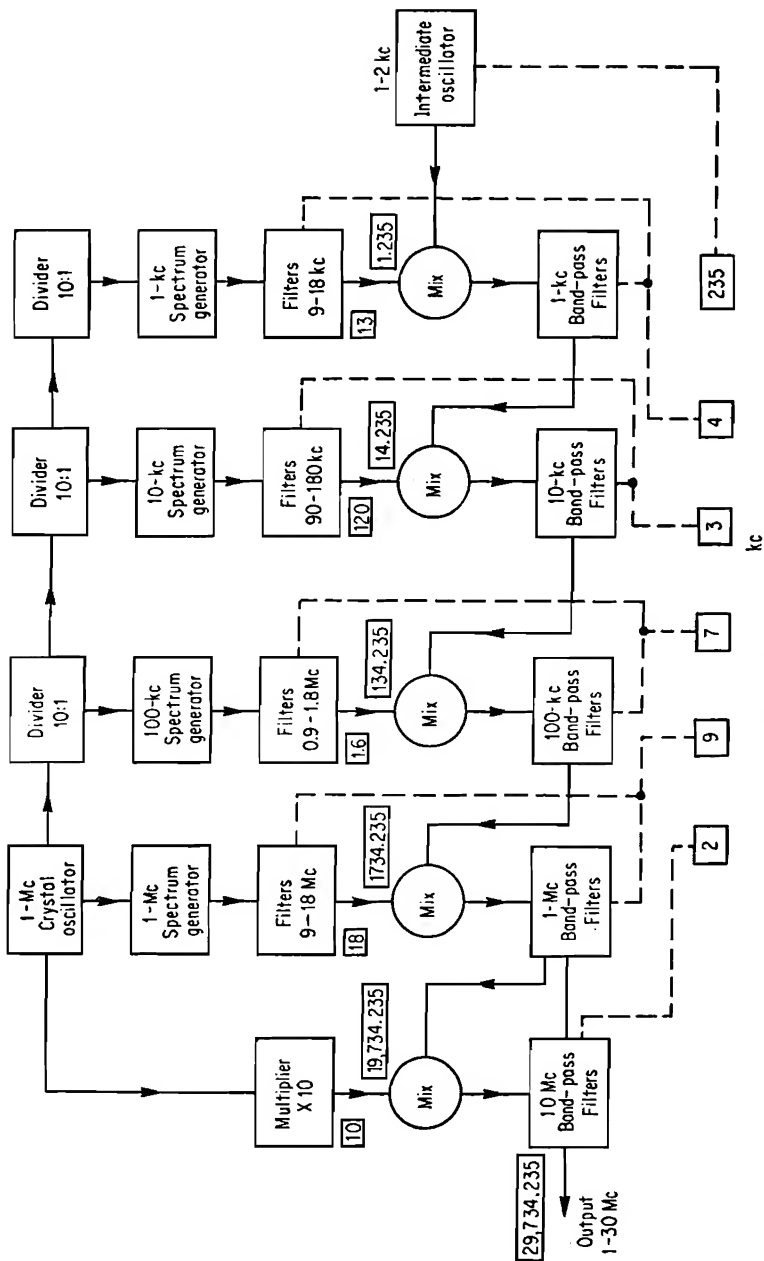 1-Mc
Crystal
oscillator
Divider
10:1
Divider
10:1
Divider
10:1
Multiplier
X 10
1-Mc
Spectrum
generator
100-kc
Spectrum
generator
10-kc
Spectrum
generator
1-kc
Spectrum
generator
Filters
9-18 Mc
Filters
0.9-1.8 Mc
Filters
90-180 kc
Filters
9-18 kc
1-2 kc
Intermediate
oscillator
10
18
1.6
120
13
19,734.235
1734.235
134.235
14.235
1.235
Mix
Mix
Mix
Mix
Mix
10 Mc
Band-pass
Filters
1-Mc
Band-pass
Filters
100-kc
Band-pass
Filters
10-kc
Band-pass
Filters
1-kc
Band-pass
Filters
29,734.235
Output
1-30 Mc
2
9
7
3
4
235
kc